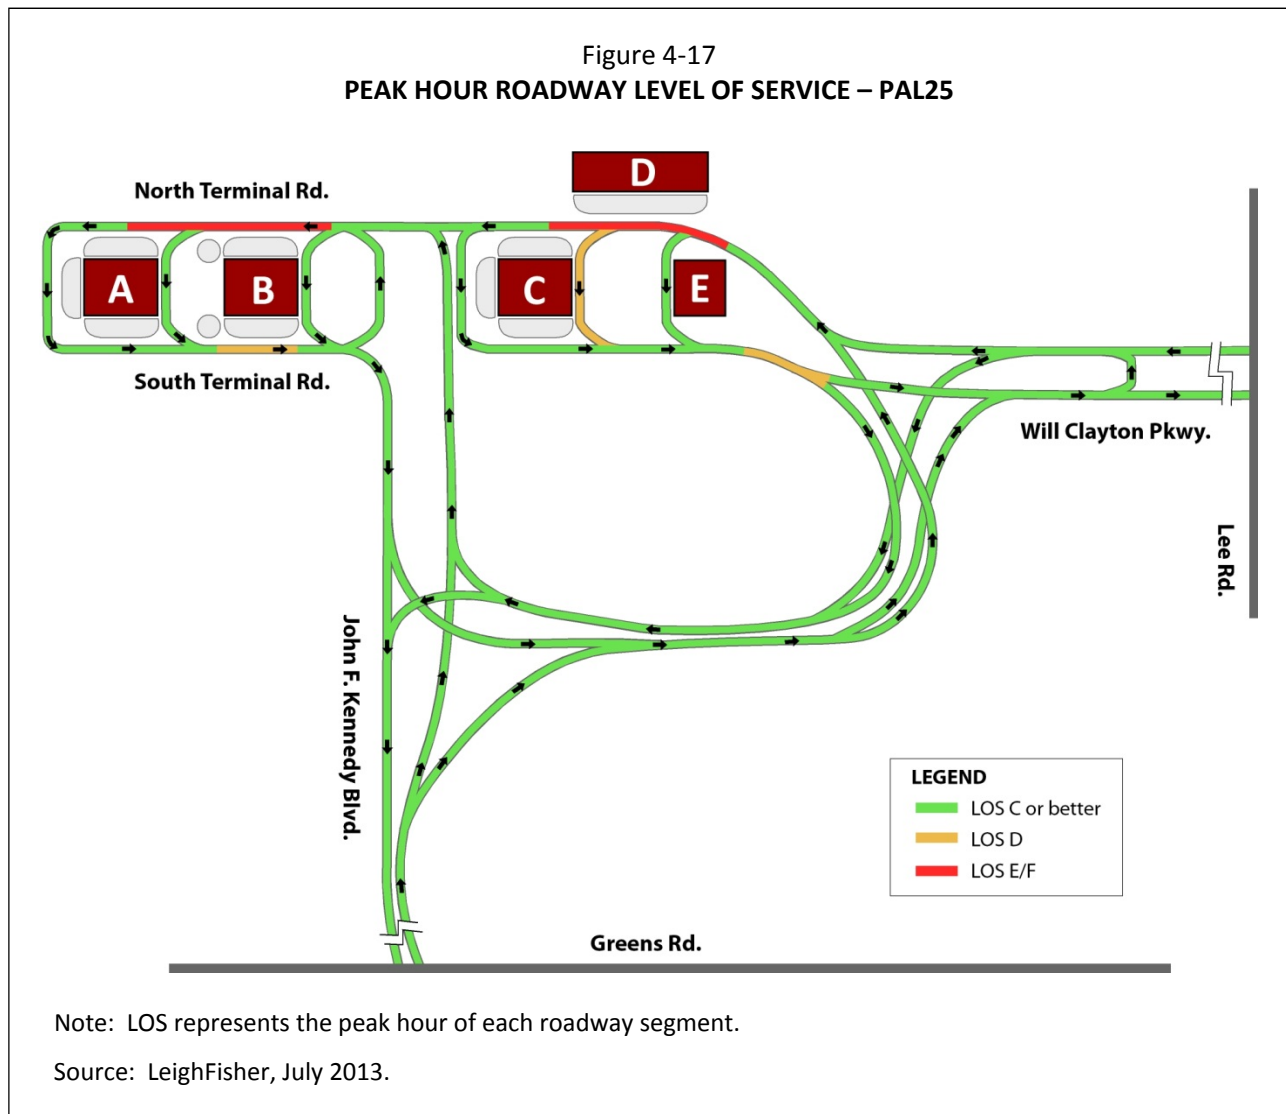 Figure 4-17
PEAK HOUR ROADWAY LEVEL OF SERVICE – PAL25
D
North Terminal Rd.
A
B
C
E
South Terminal Rd.
Will Clayton Pkwy.
Lee Rd.
John F. Kennedy Blvd.
LEGEND
LOS C or better
LOS D
LOS E/F
Greens Rd.
Note: LOS represents the peak hour of each roadway segment.
Source: LeighFisher, July 2013.